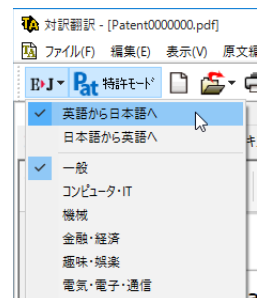 対訳翻訳 - [Patent0000000.pdf]
ファイル(F) 編集(E) 表示(V) 原文編
E▸J Pat 特許モード
英語から日本語へ
日本語から英語へ
一般
コンピュータ・IT
機械
金融・経済
趣味・娯楽
電気・電子・通信